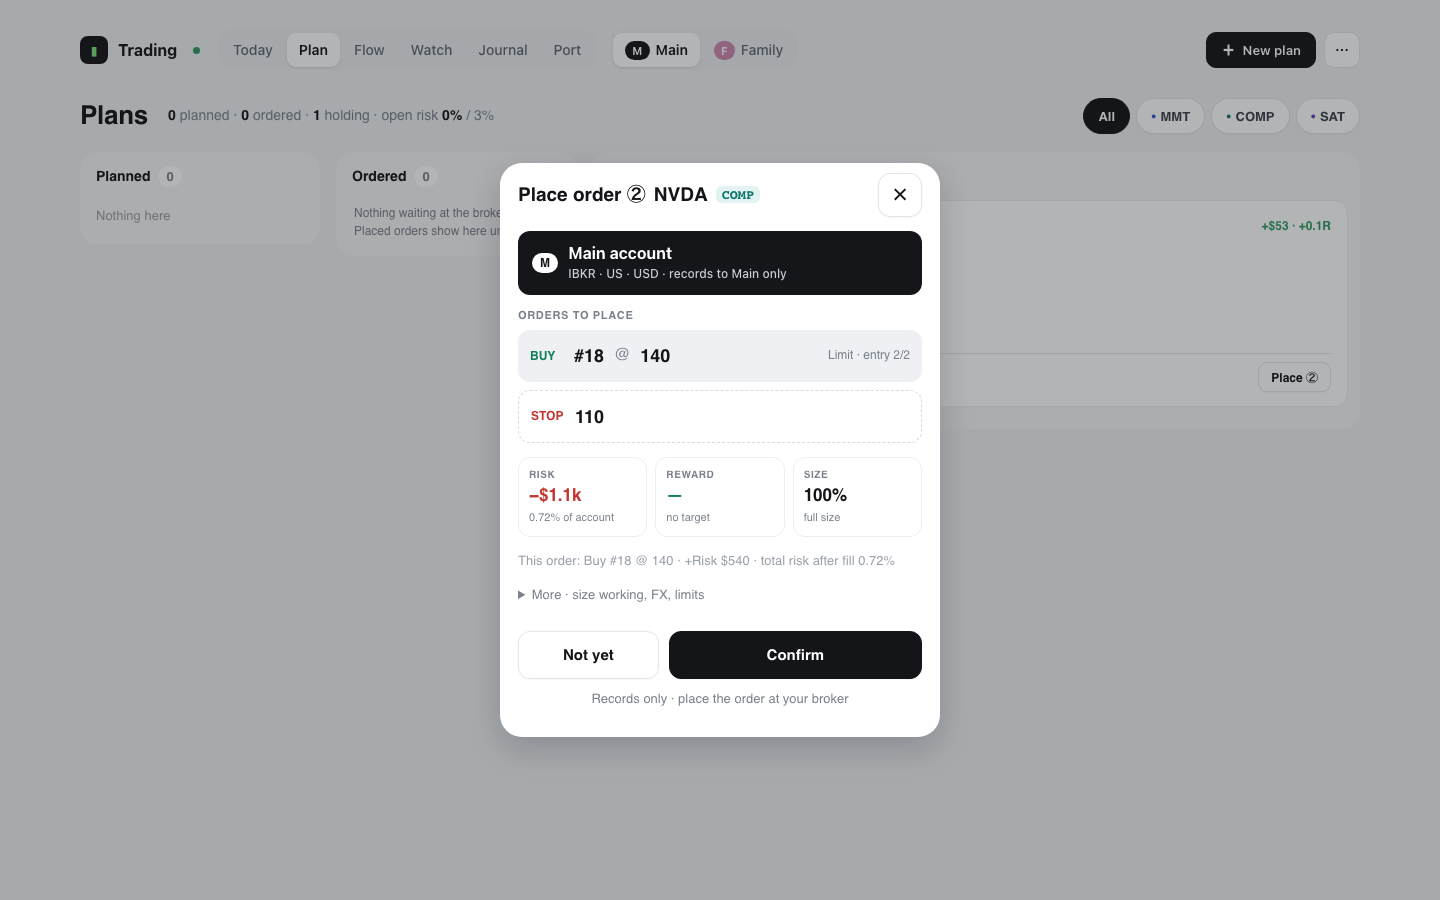 Trading
Today Plan Flow Watch Journal Port
M Main F Family
+ New plan
...
Plans
0 planned · 0 ordered · 1 holding · open risk 0% / 3%
All • MMT • COMP • SAT
Planned 0
Nothing here
Ordered 0
Nothing waiting at the broke
Placed orders show here un
+$53 · +0.1R
Place ②
Place order ② NVDA COMP
M
Main account
IBKR · US · USD · records to Main only
ORDERS TO PLACE
BUY #18 @ 140 Limit · entry 2/2
STOP 110
RISK
−$1.1k
0.72% of account
REWARD
—
no target
SIZE
100%
full size
This order: Buy #18 @ 140 · +Risk $540 · total risk after fill 0.72%
▶ More · size working, FX, limits
Not yet
Confirm
Records only · place the order at your broker